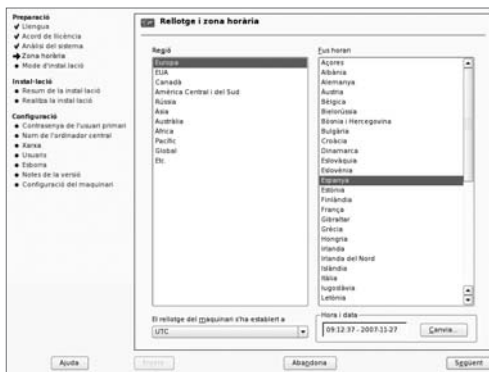 Preparació
Llengua
Acord de llicència
Anàlisi del sistema
Zona horària
Mode d'instal·lació
Instal·lació
Resum de la instal·lació
Realitza la instal·lació
Configuració
Contrasenya de l'usuari primari
Nom de l'ordinador central
Xarxa
Usuaris
Esborra
Notes de la versió
Configuració del maquinari
Rellotge i zona horària
Regió
Europa
EUA
Canadà
Amèrica Central i del Sud
Rússia
Àsia
Austràlia
Àfrica
Pacífic
Global
Etc
Fus horari
Açores
Albània
Alemanya
Àustria
Bèlgica
Bielorússia
Bòsnia i Hercegovina
Bulgària
Croàcia
Dinamarca
Eslovàquia
Eslovènia
Espanya
Estònia
Finlàndia
França
Gibraltar
Grècia
Hongria
Irlanda
Irlanda del Nord
Islàndia
Itàlia
Iugoslàvia
Letònia
El rellotge del maquinari s'ha establert a
UTC
Hora i data
09:12:37 - 2007-11-27
Canvia...
Ajuda
Abandona
Següent